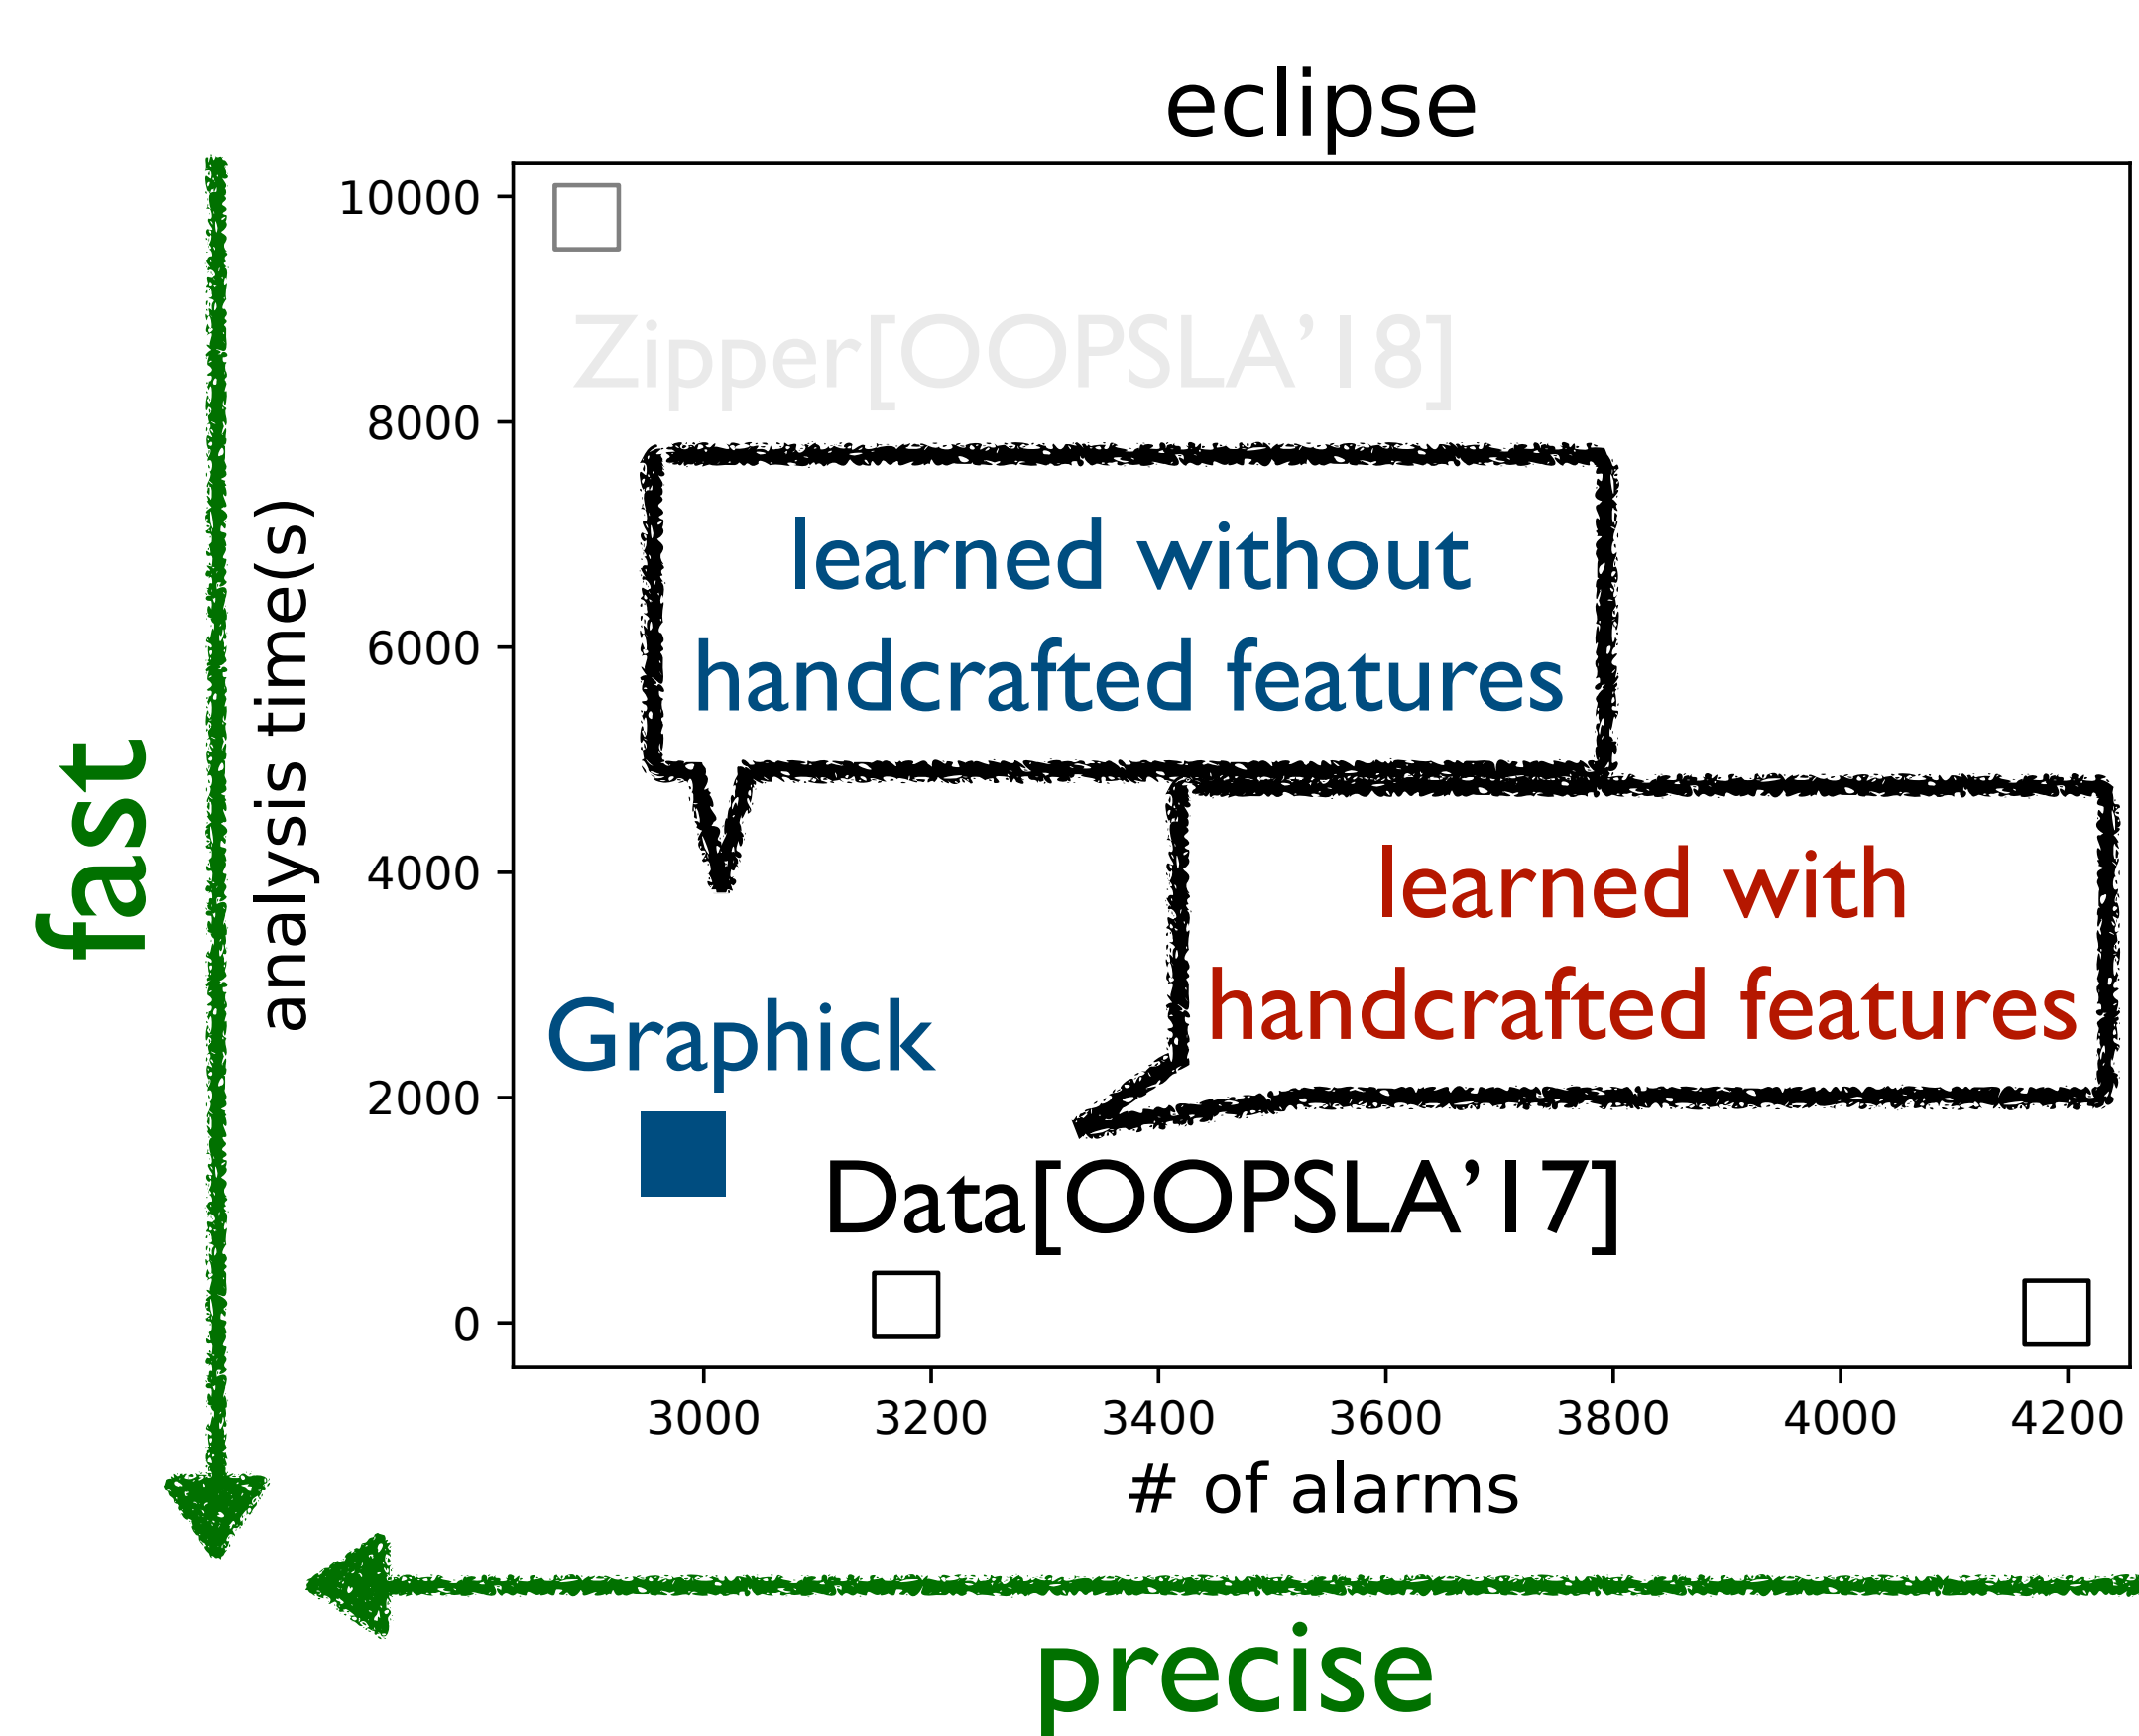 eclipse
10000
Zipper[OOPSLA’18]
8000
learned without
handcrafted features
6000
analysis time(s)
fast
4000
learned with
handcrafted features
Graphick
2000
Data[OOPSLA’17]
0
3000 3200 3400 3600 3800 4000 4200
# of alarms
precise